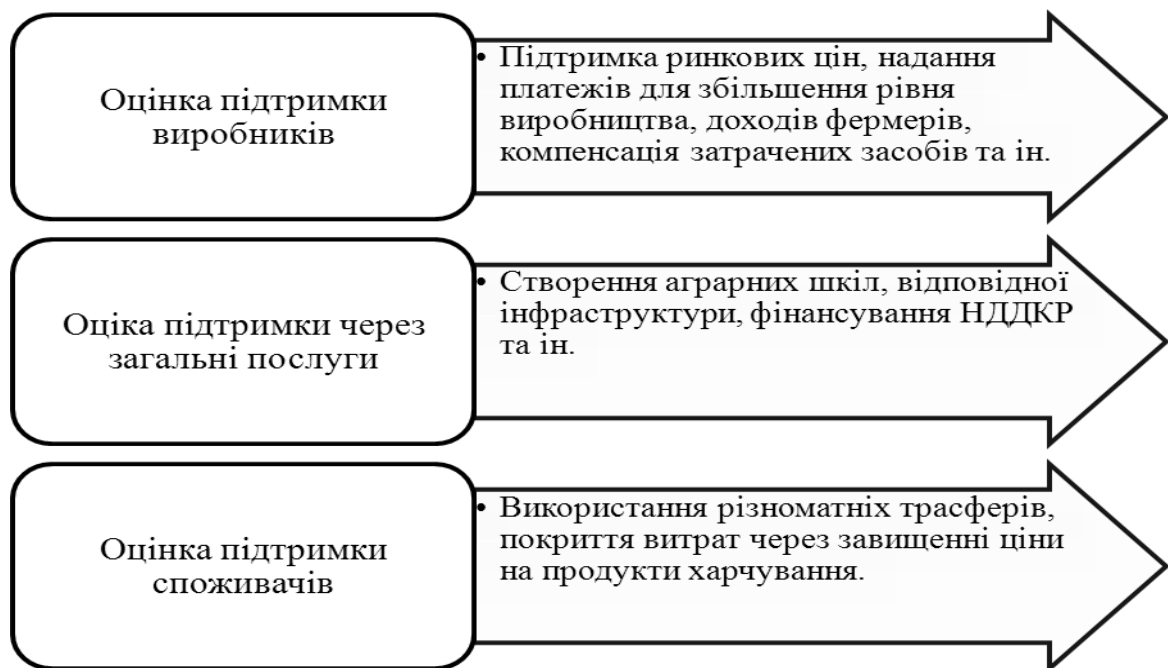 Оцінка підтримки
виробників
• Підтримка ринкових цін, надання
платежів для збільшення рівня
виробництва, доходів фермерів,
компенсація затрачених засобів та ін.
Оціка підтримки через
загальні послуги
• Створення аграрних шкіл, відповідної
інфраструктури, фінансування НДДКР
та ін.
Оцінка підтримки
споживачів
• Використання різноматніх трасферів,
покриття витрат через завищенні ціни
на продукти харчування.